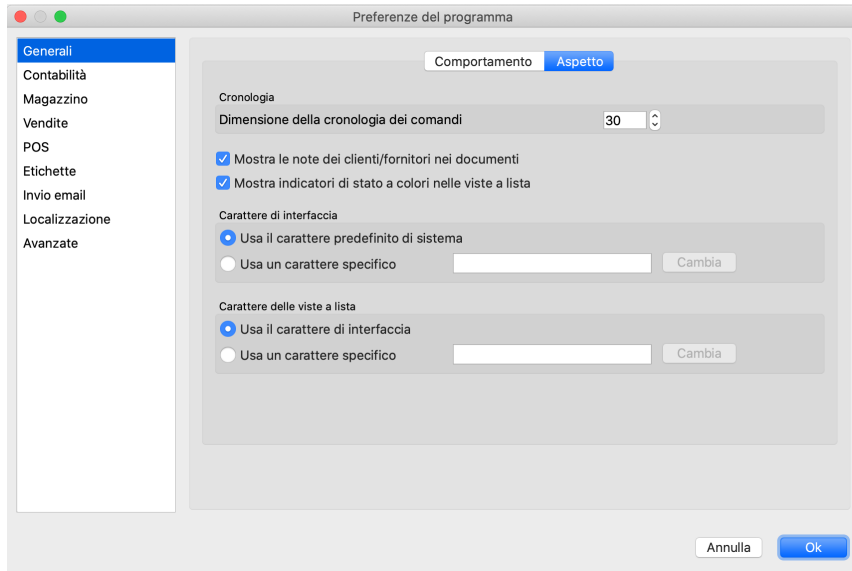 Preferenze del programma
Generali
Contabilità
Magazzino
Vendite
POS
Etichette
Invio email
Localizzazione
Avanzate
Comportamento Aspetto
Cronologia
Dimensione della cronologia dei comandi 30
Mostra le note dei clienti/fornitori nei documenti
Mostra indicatori di stato a colori nelle viste a lista
Carattere di interfaccia
Usa il carattere predefinito di sistema
Usa un carattere specifico Cambia
Carattere delle viste a lista
Usa il carattere di interfaccia
Usa un carattere specifico Cambia
Annulla Ok